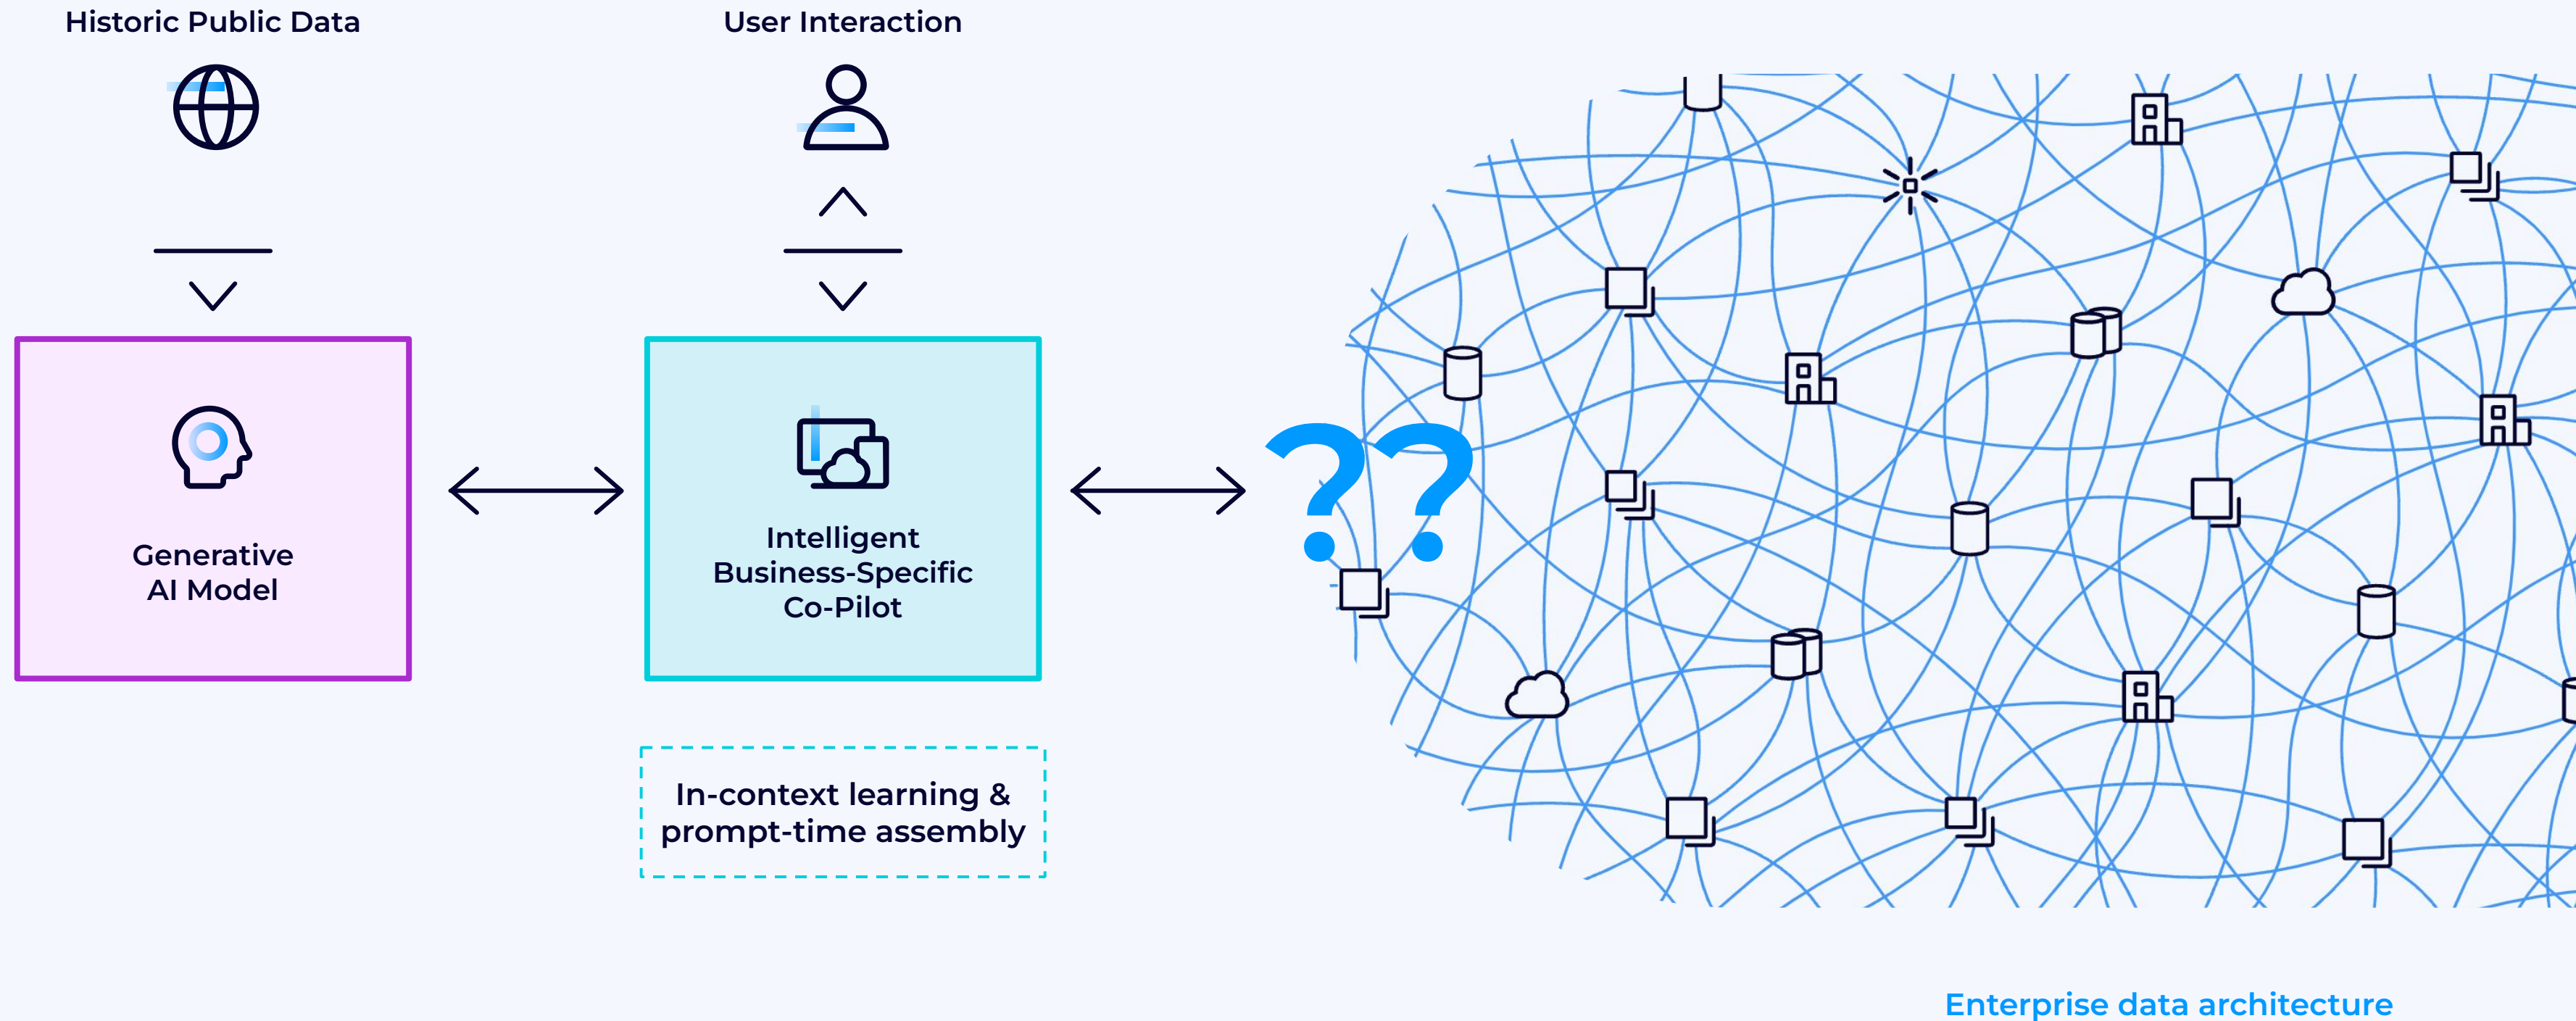 Historic Public Data
User Interaction
Generative
AI Model
Intelligent
Business-Specific
Co-Pilot
??
In-context learning &
prompt-time assembly
Enterprise data architecture